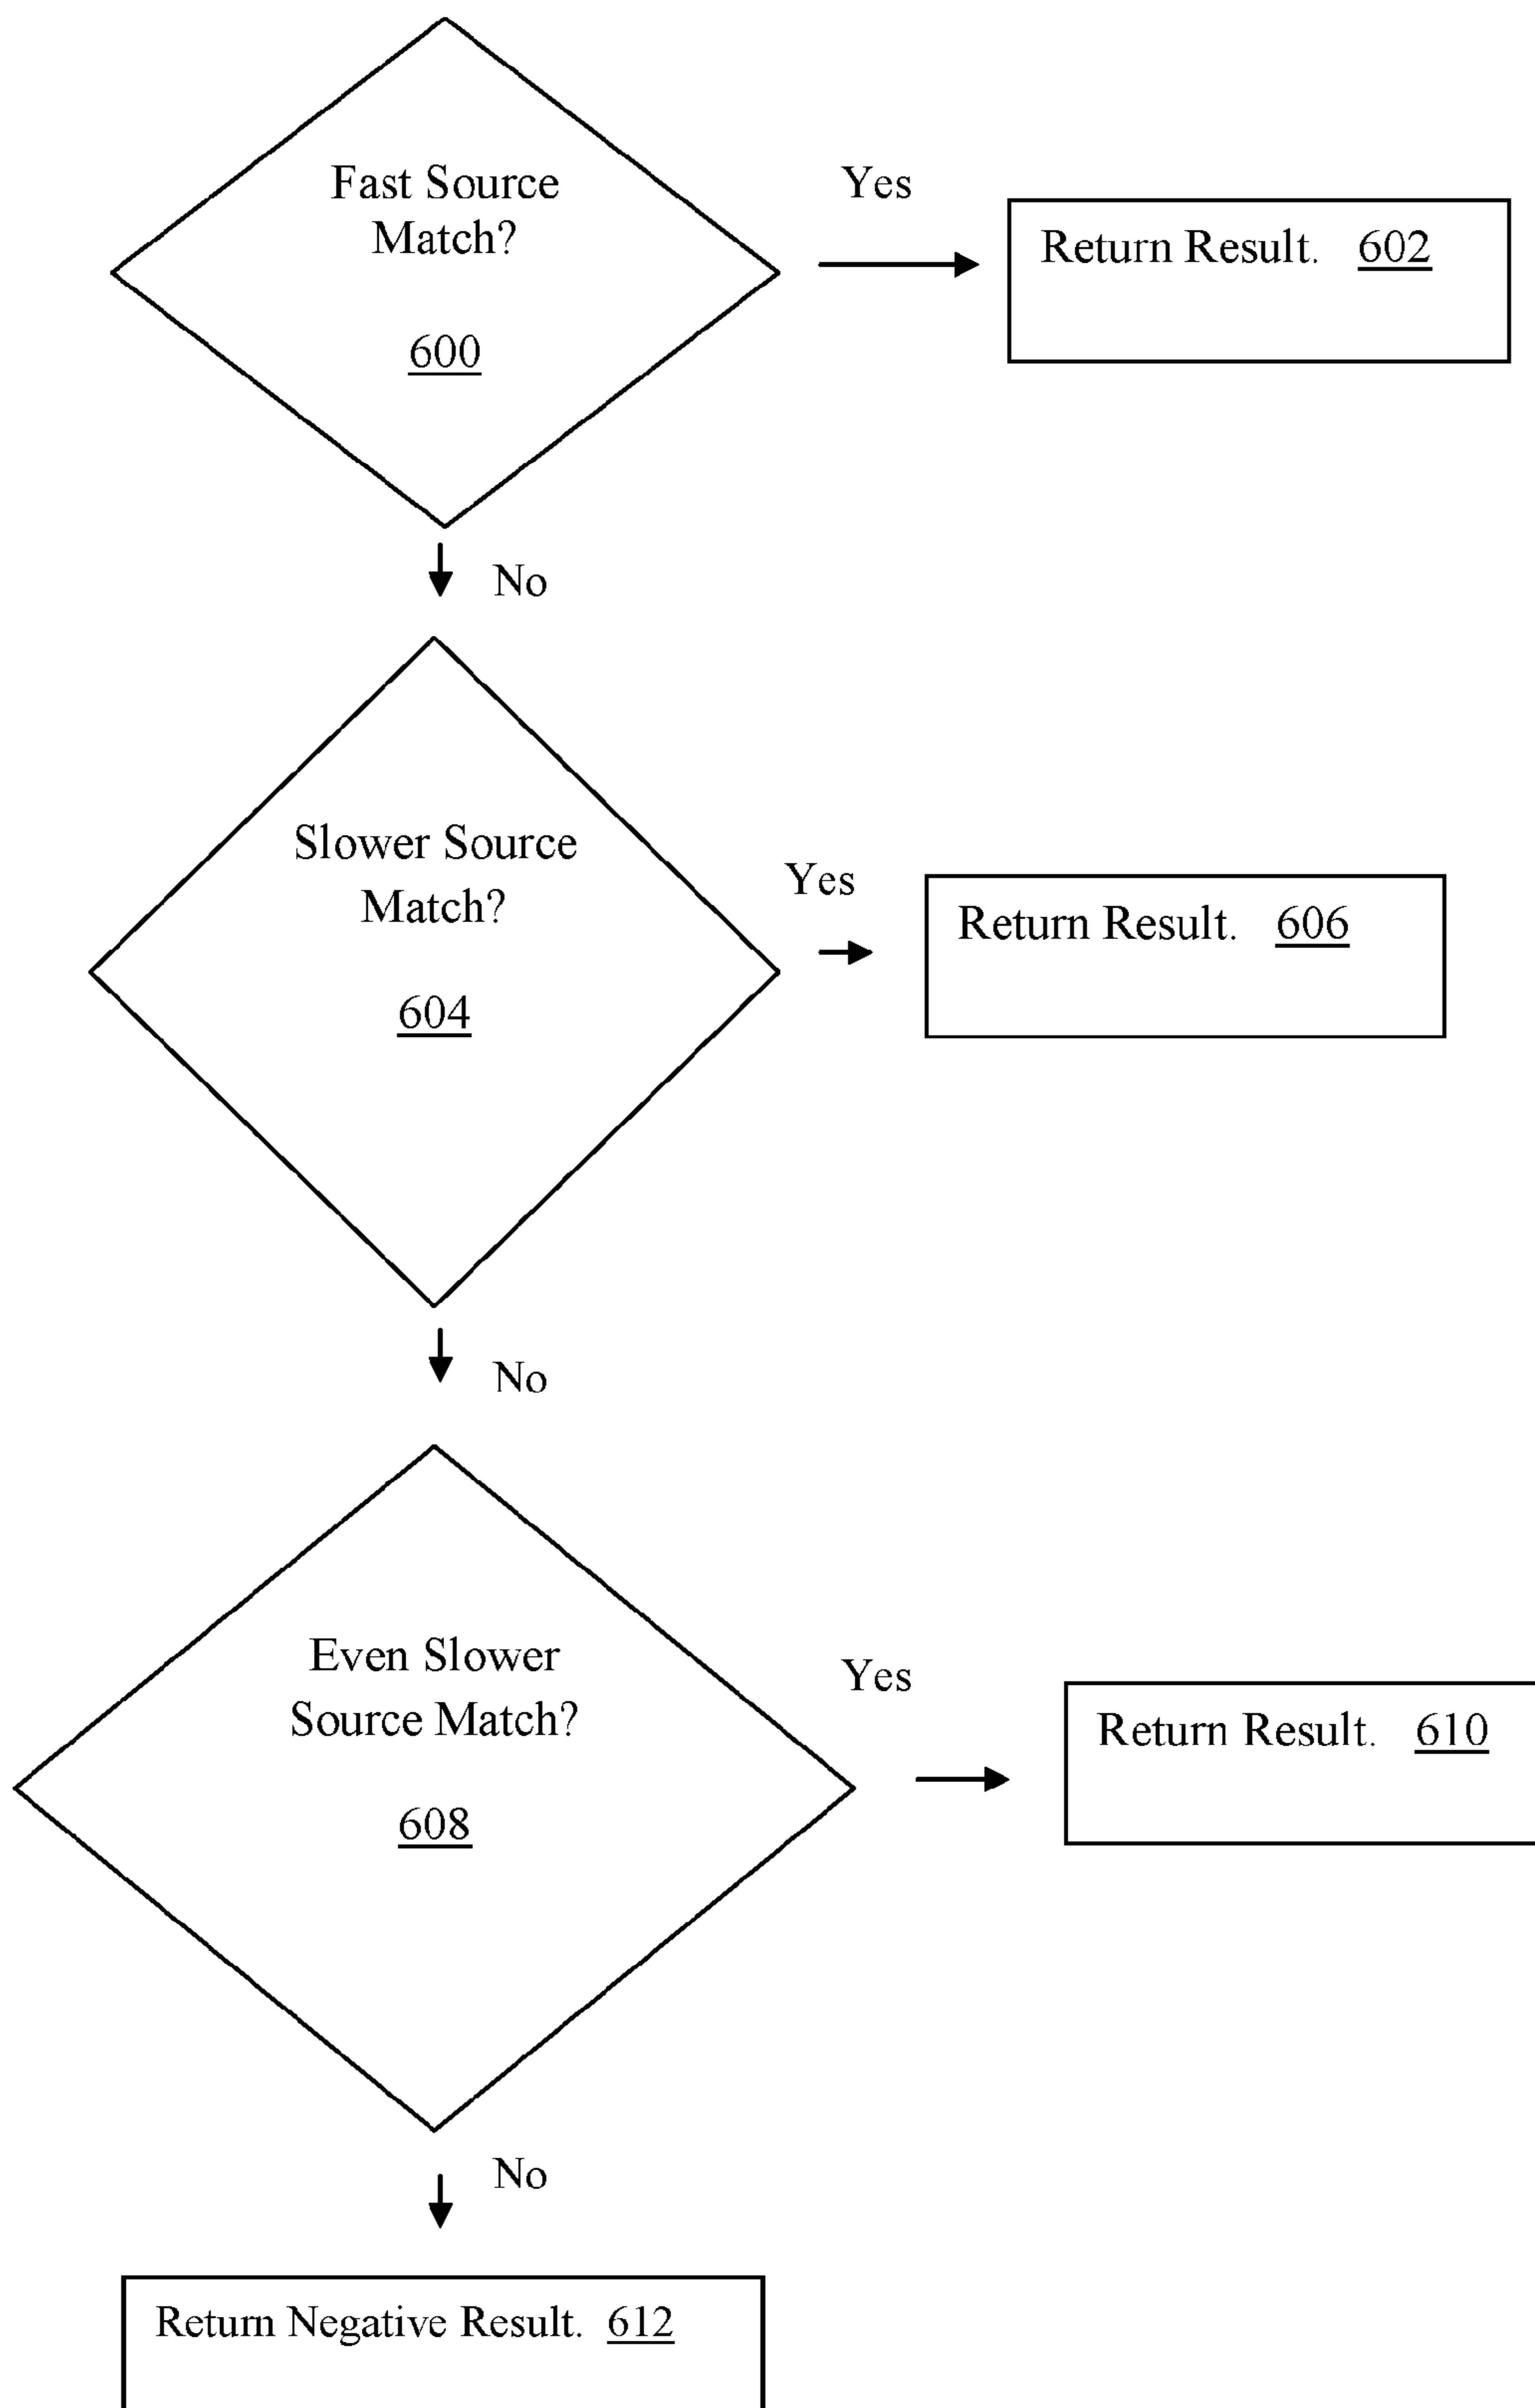 Fast Source
Match?
600
Yes
Return Result. 602
No
Slower Source
Match?
604
Yes
Return Result. 606
No
Even Slower
Source Match?
608
Yes
Return Result. 610
No
Return Negative Result. 612